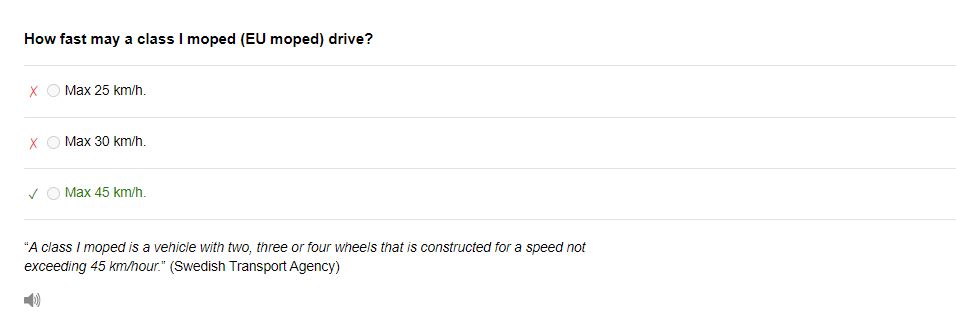 How fast may a class I moped (EU moped) drive?
✗ Max 25 km/h.
✗ Max 30 km/h.
✓ Max 45 km/h.
“A class I moped is a vehicle with two, three or four wheels that is constructed for a speed not
exceeding 45 km/hour.” (Swedish Transport Agency)